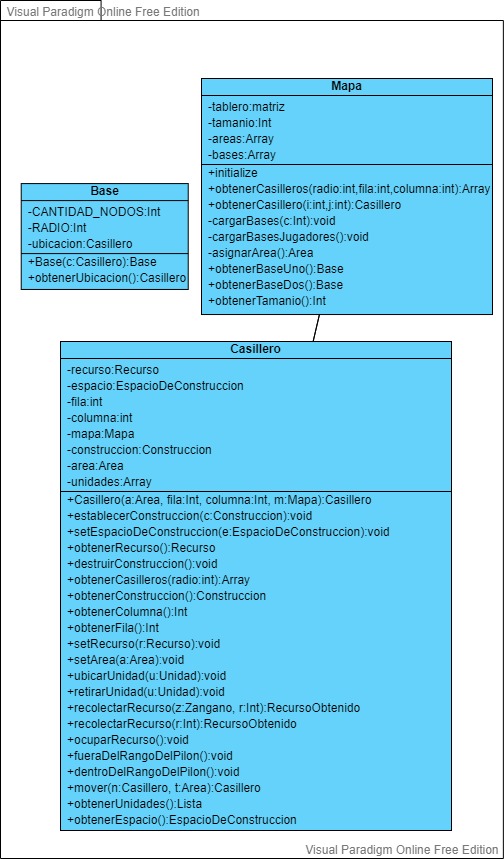 Visual Paradigm Online Free Edition
Mapa
-tablero:matriz
-tamanio:Int
-areas:Array
-bases:Array
+initialize
+obtenerCasilleros(radio:int,fila:int,columna:int):Array
+obtenerCasillero(i:int,j:int):Casillero
-cargarBases(c:Int):void
-cargarBasesJugadores():void
-asignarArea():Area
+obtenerBaseUno():Base
+obtenerBaseDos():Base
+obtenerTamanio():Int
Base
-CANTIDAD_NODOS:Int
-RADIO:Int
-ubicacion:Casillero
+Base(c:Casillero):Base
+obtenerUbicacion():Casillero
Casillero
-recurso:Recurso
-espacio:EspacioDeConstruccion
-fila:int
-columna:int
-mapa:Mapa
-construccion:Construccion
-area:Area
-unidades:Array
+Casillero(a:Area, fila:Int, columna:Int, m:Mapa):Casillero
+establecerConstruccion(c:Construccion):void
+setEspacioDeConstruccion(e:EspacioDeConstruccion):void
+obtenerRecurso():Recurso
+destruirConstruccion():void
+obtenerCasilleros(radio:int):Array
+obtenerConstruccion():Construccion
+obtenerColumna():Int
+obtenerFila():Int
+setRecurso(r:Recurso):void
+setArea(a:Area):void
+ubicarUnidad(u:Unidad):void
+retirarUnidad(u:Unidad):void
+recolectarRecurso(z:Zangano, r:Int):RecursoObtenido
+recolectarRecurso(r:Int):RecursoObtenido
+ocuparRecurso():void
+fueraDelRangoDelPilon():void
+dentroDelRangoDelPilon():void
+mover(n:Casillero, t:Area):Casillero
+obtenerUnidades():Lista
+obtenerEspacio():EspacioDeConstruccion
Visual Paradigm Online Free Edition